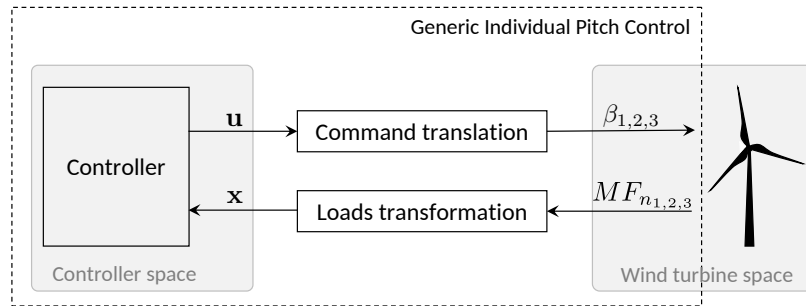 Generic Individual Pitch Control
u
Command translation
β1,2,3
Controller
x
Loads transformation
MFn1,2,3
Controller space
Wind turbine space